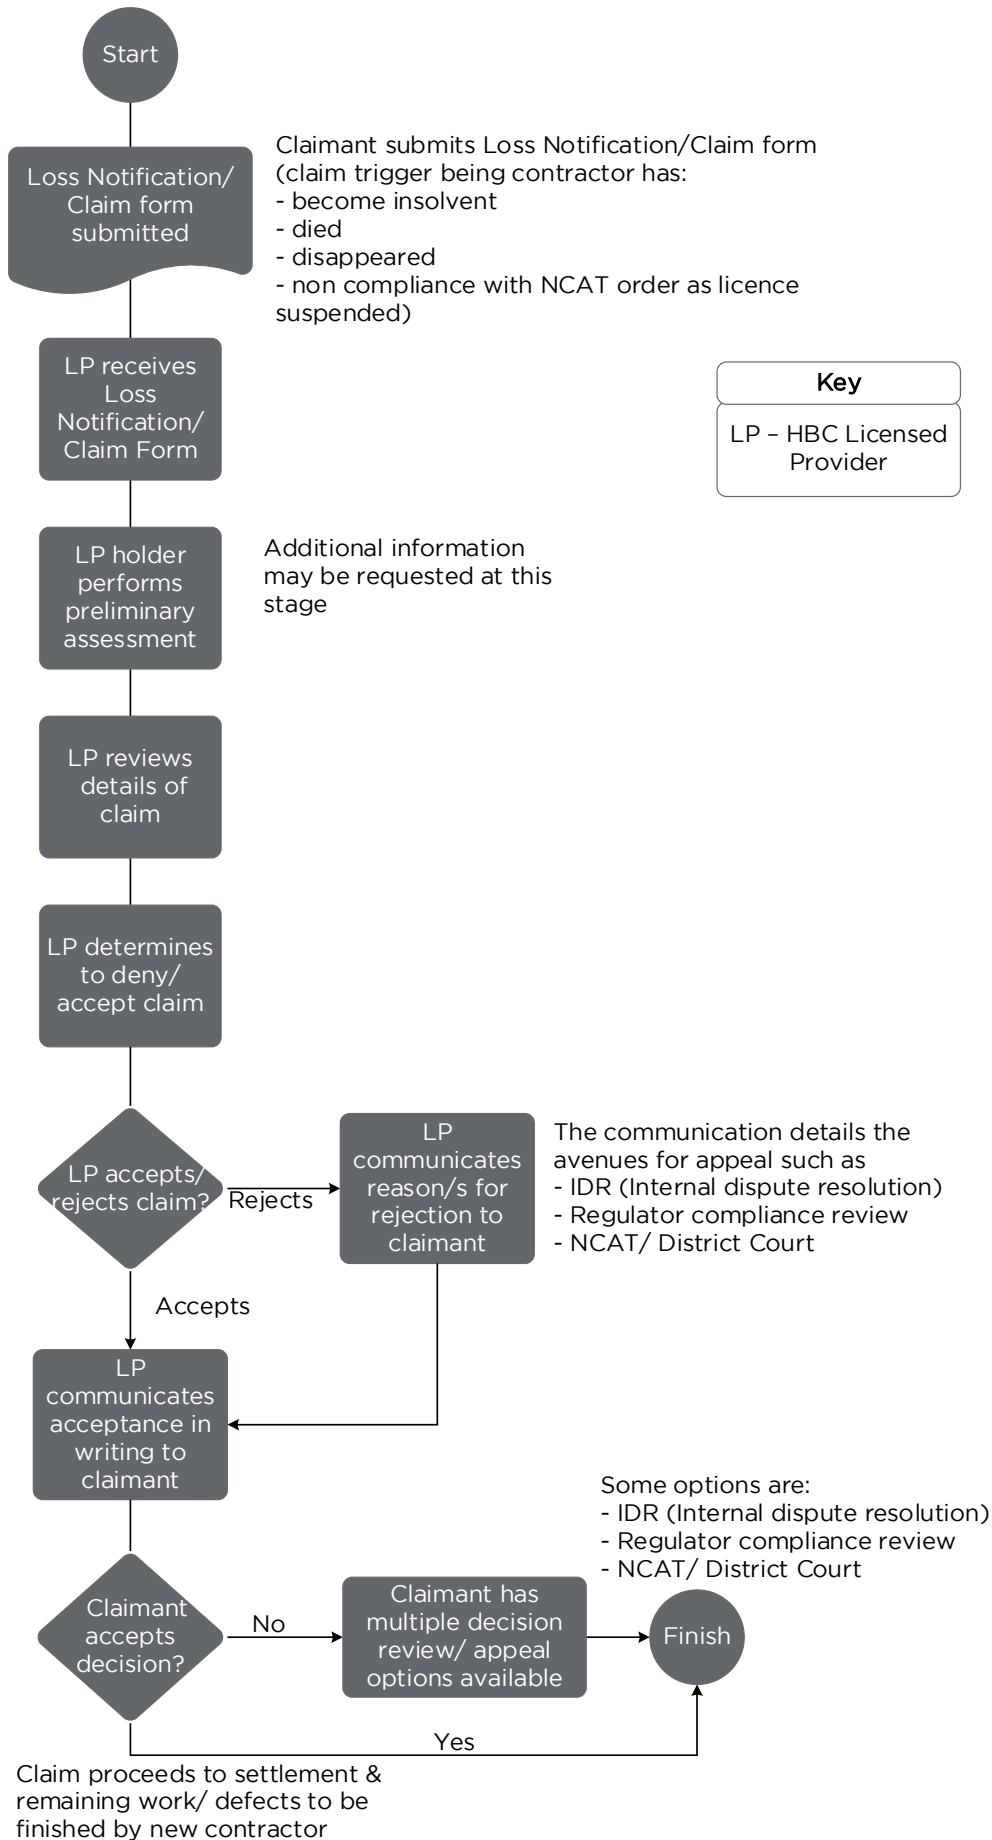 Start
Loss Notification/
Claim form
submitted
Claimant submits Loss Notification/Claim form
(claim trigger being contractor has:
- become insolvent
- died
- disappeared
- non compliance with NCAT order as licence
suspended)
LP receives
Loss
Notification/
Claim Form
Key
LP – HBC Licensed
Provider
LP holder
performs
preliminary
assessment
Additional information
may be requested at this
stage
LP reviews
details of
claim
LP determines
to deny/
accept claim
LP accepts/
rejects claim?
Rejects
LP
communicates
reason/s for
rejection to
claimant
The communication details the
avenues for appeal such as
- IDR (Internal dispute resolution)
- Regulator compliance review
- NCAT/ District Court
Accepts
LP
communicates
acceptance in
writing to
claimant
Some options are:
- IDR (Internal dispute resolution)
- Regulator compliance review
- NCAT/ District Court
Claimant
accepts
decision?
No
Claimant has
multiple decision
review/ appeal
options available
Finish
Yes
Claim proceeds to settlement &
remaining work/ defects to be
finished by new contractor